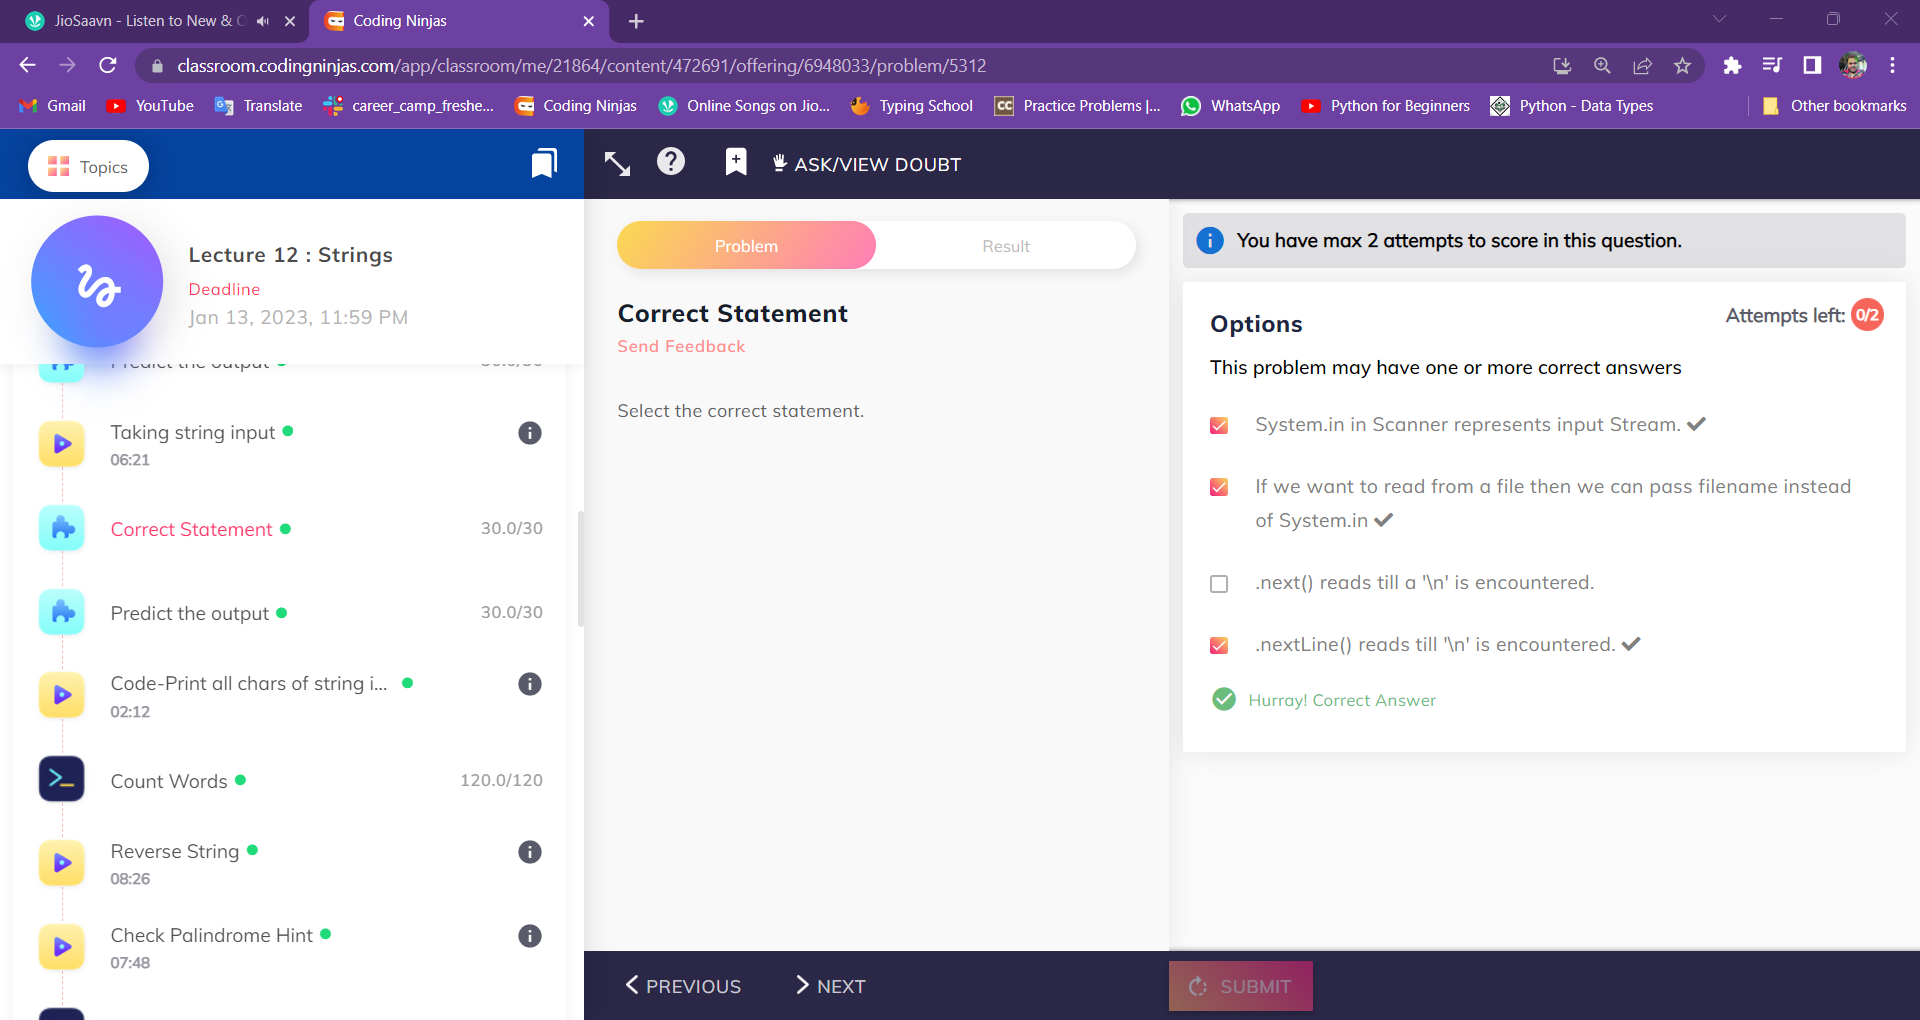 JioSaavn - Listen to New & O
Coding Ninjas
classroom.codingninjas.com/app/classroom/me/21864/content/472691/offering/6948033/problem/5312
Gmail
YouTube
Translate
career_camp_freshe...
Coding Ninjas
Online Songs on Jio...
Typing School
CC
Practice Problems |...
WhatsApp
Python for Beginners
Python - Data Types
Other bookmarks
Topics
ASK/VIEW DOUBT
Lecture 12 : Strings
Deadline
Jan 13, 2023, 11:59 PM
Predict the output
Taking string input
06:21
Correct Statement
30.0/30
Predict the output
30.0/30
Code-Print all chars of string i...
02:12
Count Words
120.0/120
Reverse String
08:26
Check Palindrome Hint
07:48
Problem
Result
Correct Statement
Send Feedback
Select the correct statement.
You have max 2 attempts to score in this question.
Options
Attempts left: 0/2
This problem may have one or more correct answers
System.in in Scanner represents input Stream.
If we want to read from a file then we can pass filename instead
of System.in
.next() reads till a '\n' is encountered.
.nextLine() reads till '\n' is encountered.
Hurray! Correct Answer
PREVIOUS
NEXT
SUBMIT